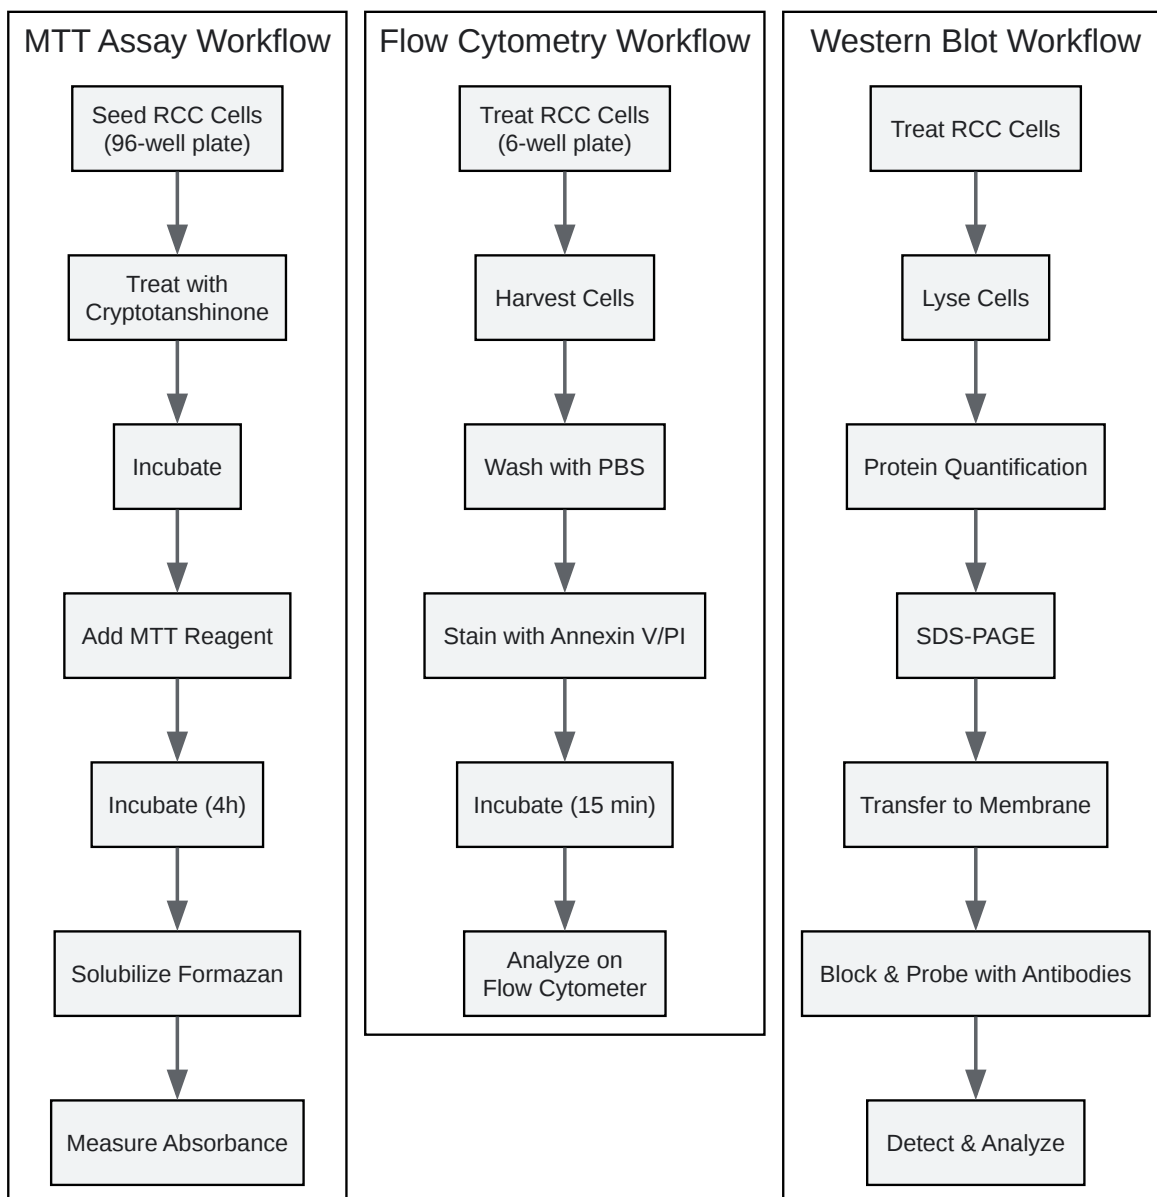 MTT Assay Workflow
Seed RCC Cells
(96-well plate)
Treat with
Cryptotanshinone
Incubate
Add MTT Reagent
Incubate (4h)
Solubilize Formazan
Measure Absorbance
Flow Cytometry Workflow
Treat RCC Cells
(6-well plate)
Harvest Cells
Wash with PBS
Stain with Annexin V/PI
Incubate (15 min)
Analyze on
Flow Cytometer
Western Blot Workflow
Treat RCC Cells
Lyse Cells
Protein Quantification
SDS-PAGE
Transfer to Membrane
Block & Probe with Antibodies
Detect & Analyze